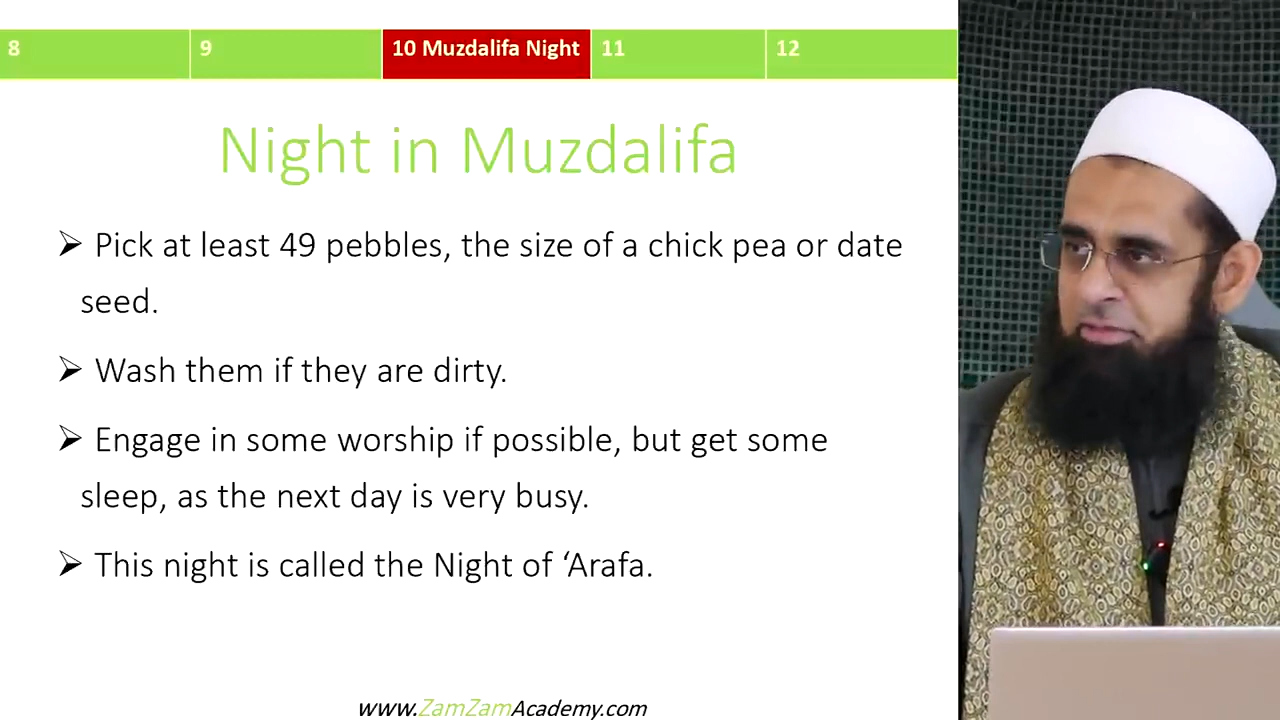 8
9
10 Muzdalifa Night
11
12
Night in Muzdalifa
➢ Pick at least 49 pebbles, the size of a chick pea or date
seed.
➢ Wash them if they are dirty.
➢ Engage in some worship if possible, but get some
sleep, as the next day is very busy.
➢ This night is called the Night of ‘Arafa.
www.ZamZamAcademy.com